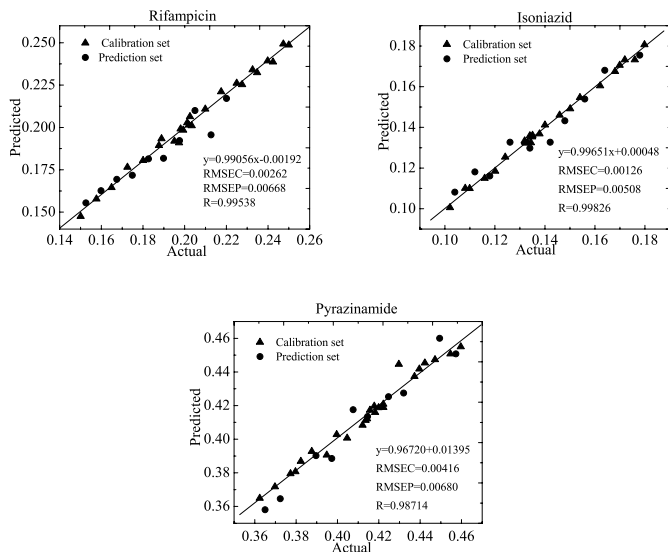 Rifampicin
0.250
0.225
0.200
0.175
0.150
Predicted
Calibration set
Prediction set
y=0.99056x-0.00192
RMSEC=0.00262
RMSEP=0.00668
R=0.99538
0.14 0.16 0.18 0.20 0.22 0.24 0.26
Actual
Isoniazid
0.18
0.16
0.14
0.12
0.10
Predicted
Calibration set
Prediction set
y=0.99651x+0.00048
RMSEC=0.00126
RMSEP=0.00508
R=0.99826
0.10 0.12 0.14 0.16 0.18
Actual
Pyrazinamide
0.46
0.44
0.42
0.40
0.38
0.36
Predicted
Calibration set
Prediction set
y=0.96720+0.01395
RMSEC=0.00416
RMSEP=0.00680
R=0.98714
0.36 0.38 0.40 0.42 0.44 0.46
Actual